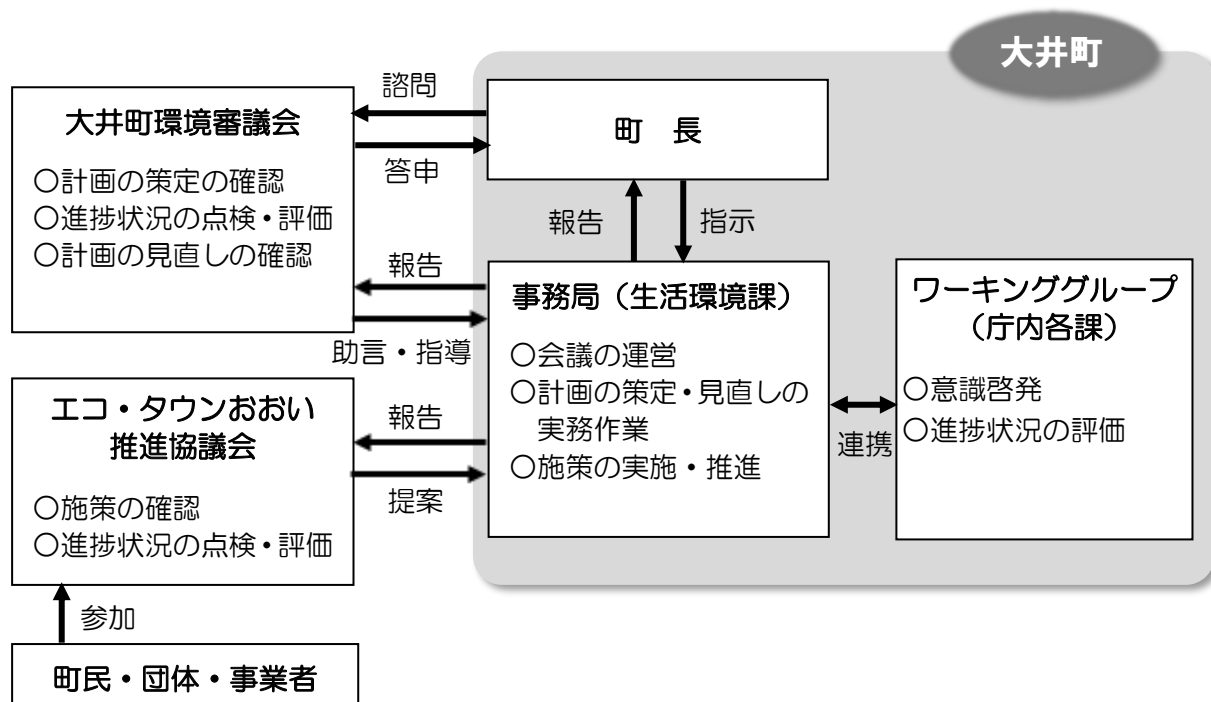 大井町
諮問
答申
大井町環境審議会
○計画の策定の確認
○進捗状況の点検・評価
○計画の見直しの確認
町 長
報告
指示
報告
助言・指導
事務局(生活環境課)
○会議の運営
○計画の策定・見直しの
実務作業
○施策の実施・推進
ワーキンググループ
(庁内各課)
○意識啓発
○進捗状況の評価
連携
エコ・タウンおおい
推進協議会
○施策の確認
○進捗状況の点検・評価
報告
提案
参加
町民・団体・事業者